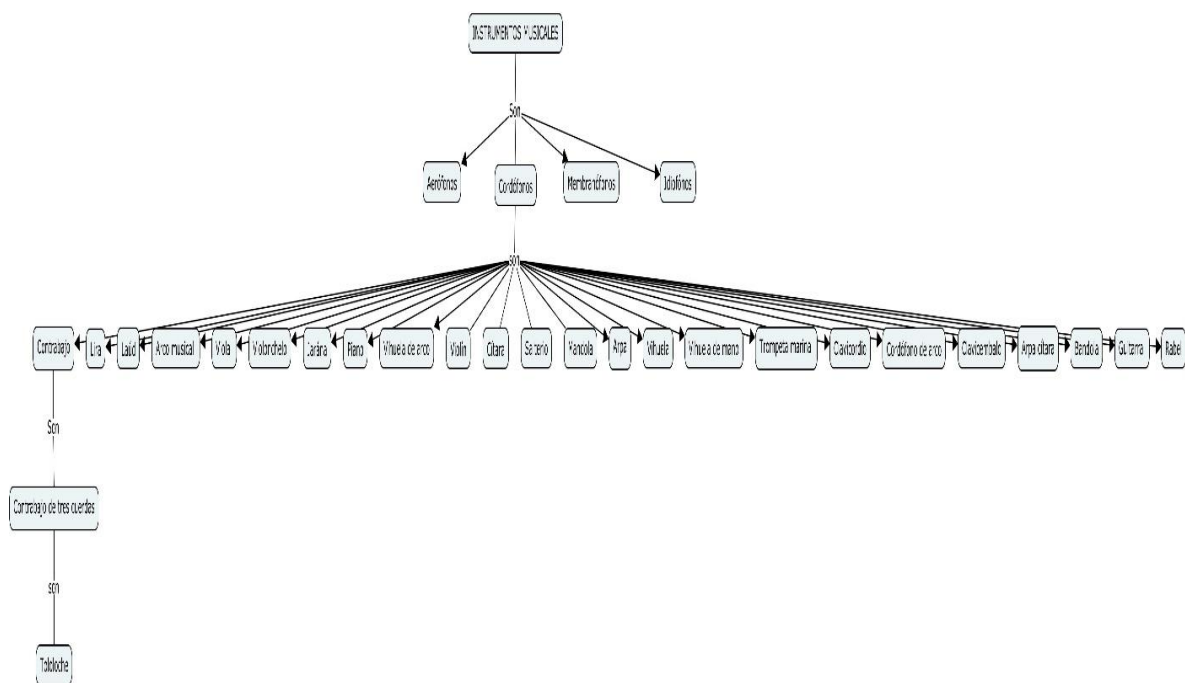 INSTRUMENTOS MUSICALES
Son
Aerófonos
Cordófonos
Membranófonos
Idiofónos
son
Contrabajo
Lira
Laúd
Arco musical
Viola
Violonchelo
Jarana
Piano
Vihuela de arco
Violín
Cítara
Salterio
Mandola
Arpa
Vihuela
Vihuela de mano
Trompeta marina
Clavicordio
Cordófono de arco
Clavicembalo
Arpa cítara
Bandola
Guitarra
Rabel
Son
Contrabajo de tres cuerdas
son
Tololoche